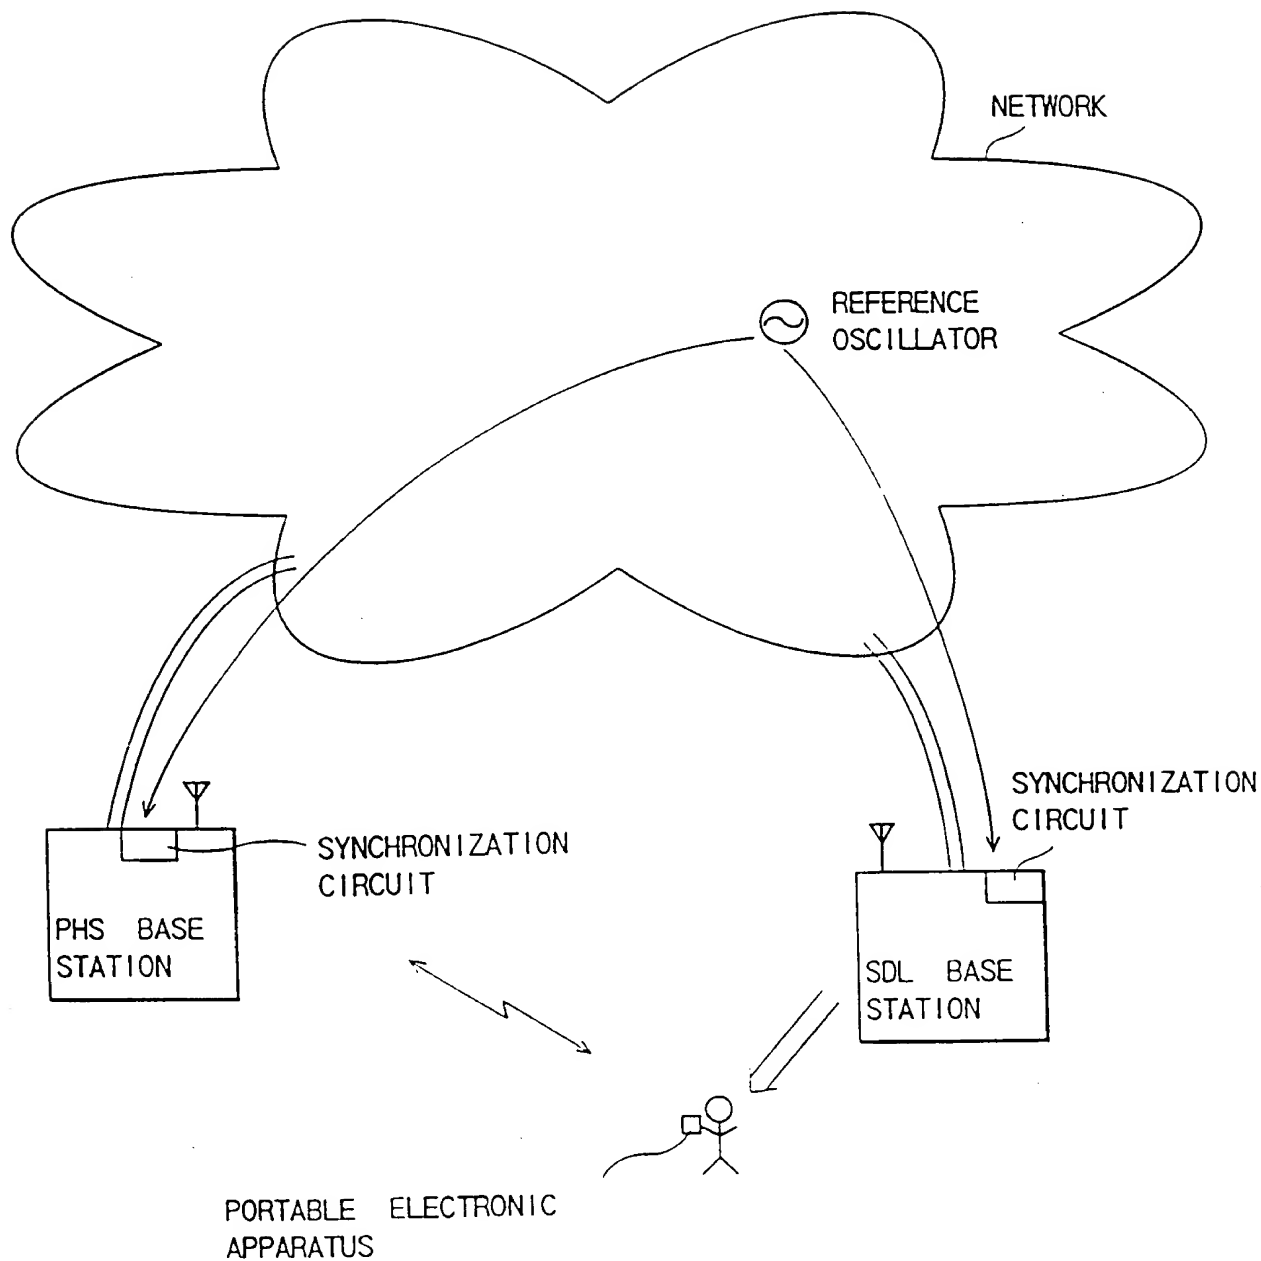 NETWORK
REFERENCE
OSCILLATOR
SYNCHRONIZATION
CIRCUIT
SYNCHRONIZATION
CIRCUIT
PHS BASE
STATION
SDL BASE
STATION
PORTABLE ELECTRONIC
APPARATUS